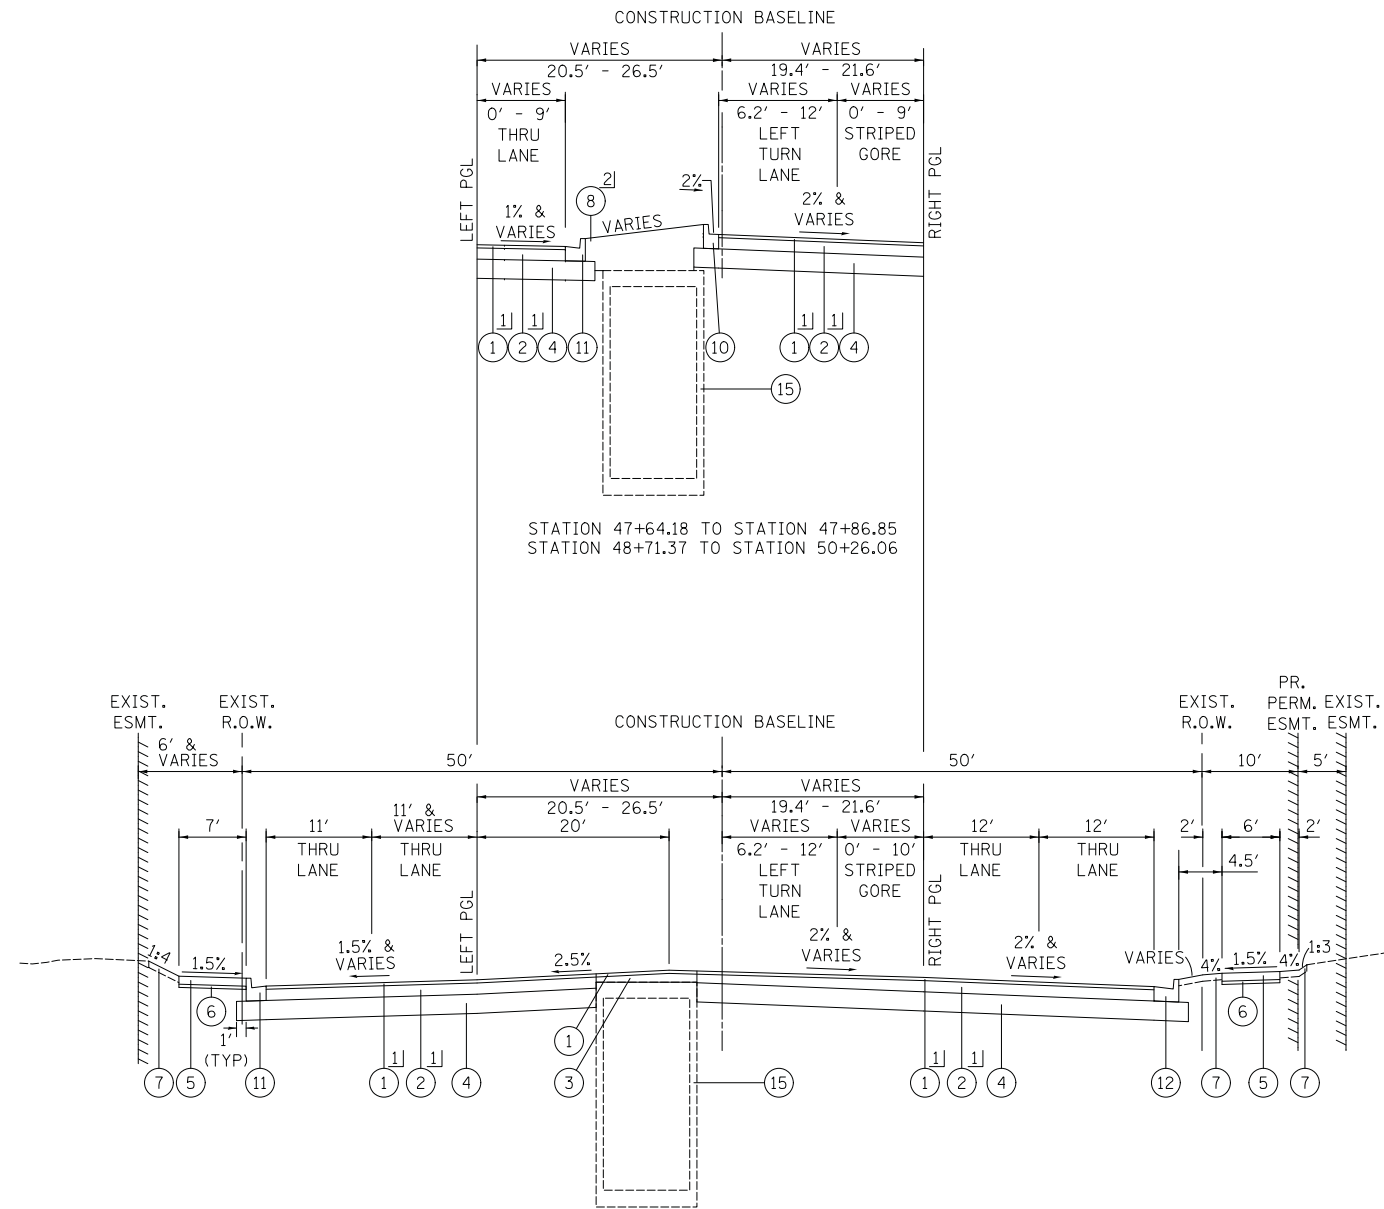 CONSTRUCTION BASELINE
VARIES VARIES
20.5' - 26.5' 19.4' - 21.6'
VARIES VARIES VARIES
0' - 9' 6.2' - 12' 0' - 9'
THRU LEFT STRIPED
LANE TURN GORE
LANE
LEFT PGL
RIGHT PGL
2
8
2%
1% & VARIES
VARIES
2% & VARIES
1 1 1 1
1 2 4 11 10 1 2 4
15
STATION 47+64.18 TO STATION 47+86.85
STATION 48+71.37 TO STATION 50+26.06
EXIST. ESMT.
EXIST. R.O.W.
CONSTRUCTION BASELINE
EXIST. R.O.W.
PR. PERM. ESMT.
EXIST. ESMT.
6' & VARIES
50' 50' 10' 5'
VARIES VARIES
20.5' - 26.5' 19.4' - 21.6'
7' 11' 11' & VARIES 20' VARIES VARIES 12' 12' 2' 6' 2'
THRU THRU 6.2' - 12' 0' - 10' THRU THRU
LANE LANE LEFT STRIPED LANE LANE 4.5'
TURN GORE
LANE
LEFT PGL
RIGHT PGL
1:4 1.5% 1.5% & VARIES 2.5% 2% & VARIES 2% & VARIES VARIES 4% 1.5% 4% 1:3
6 6
1'
(TYP)
1
1 1 1 1
7 5 11 1 2 4 3 15 1 2 4 12 7 5 7